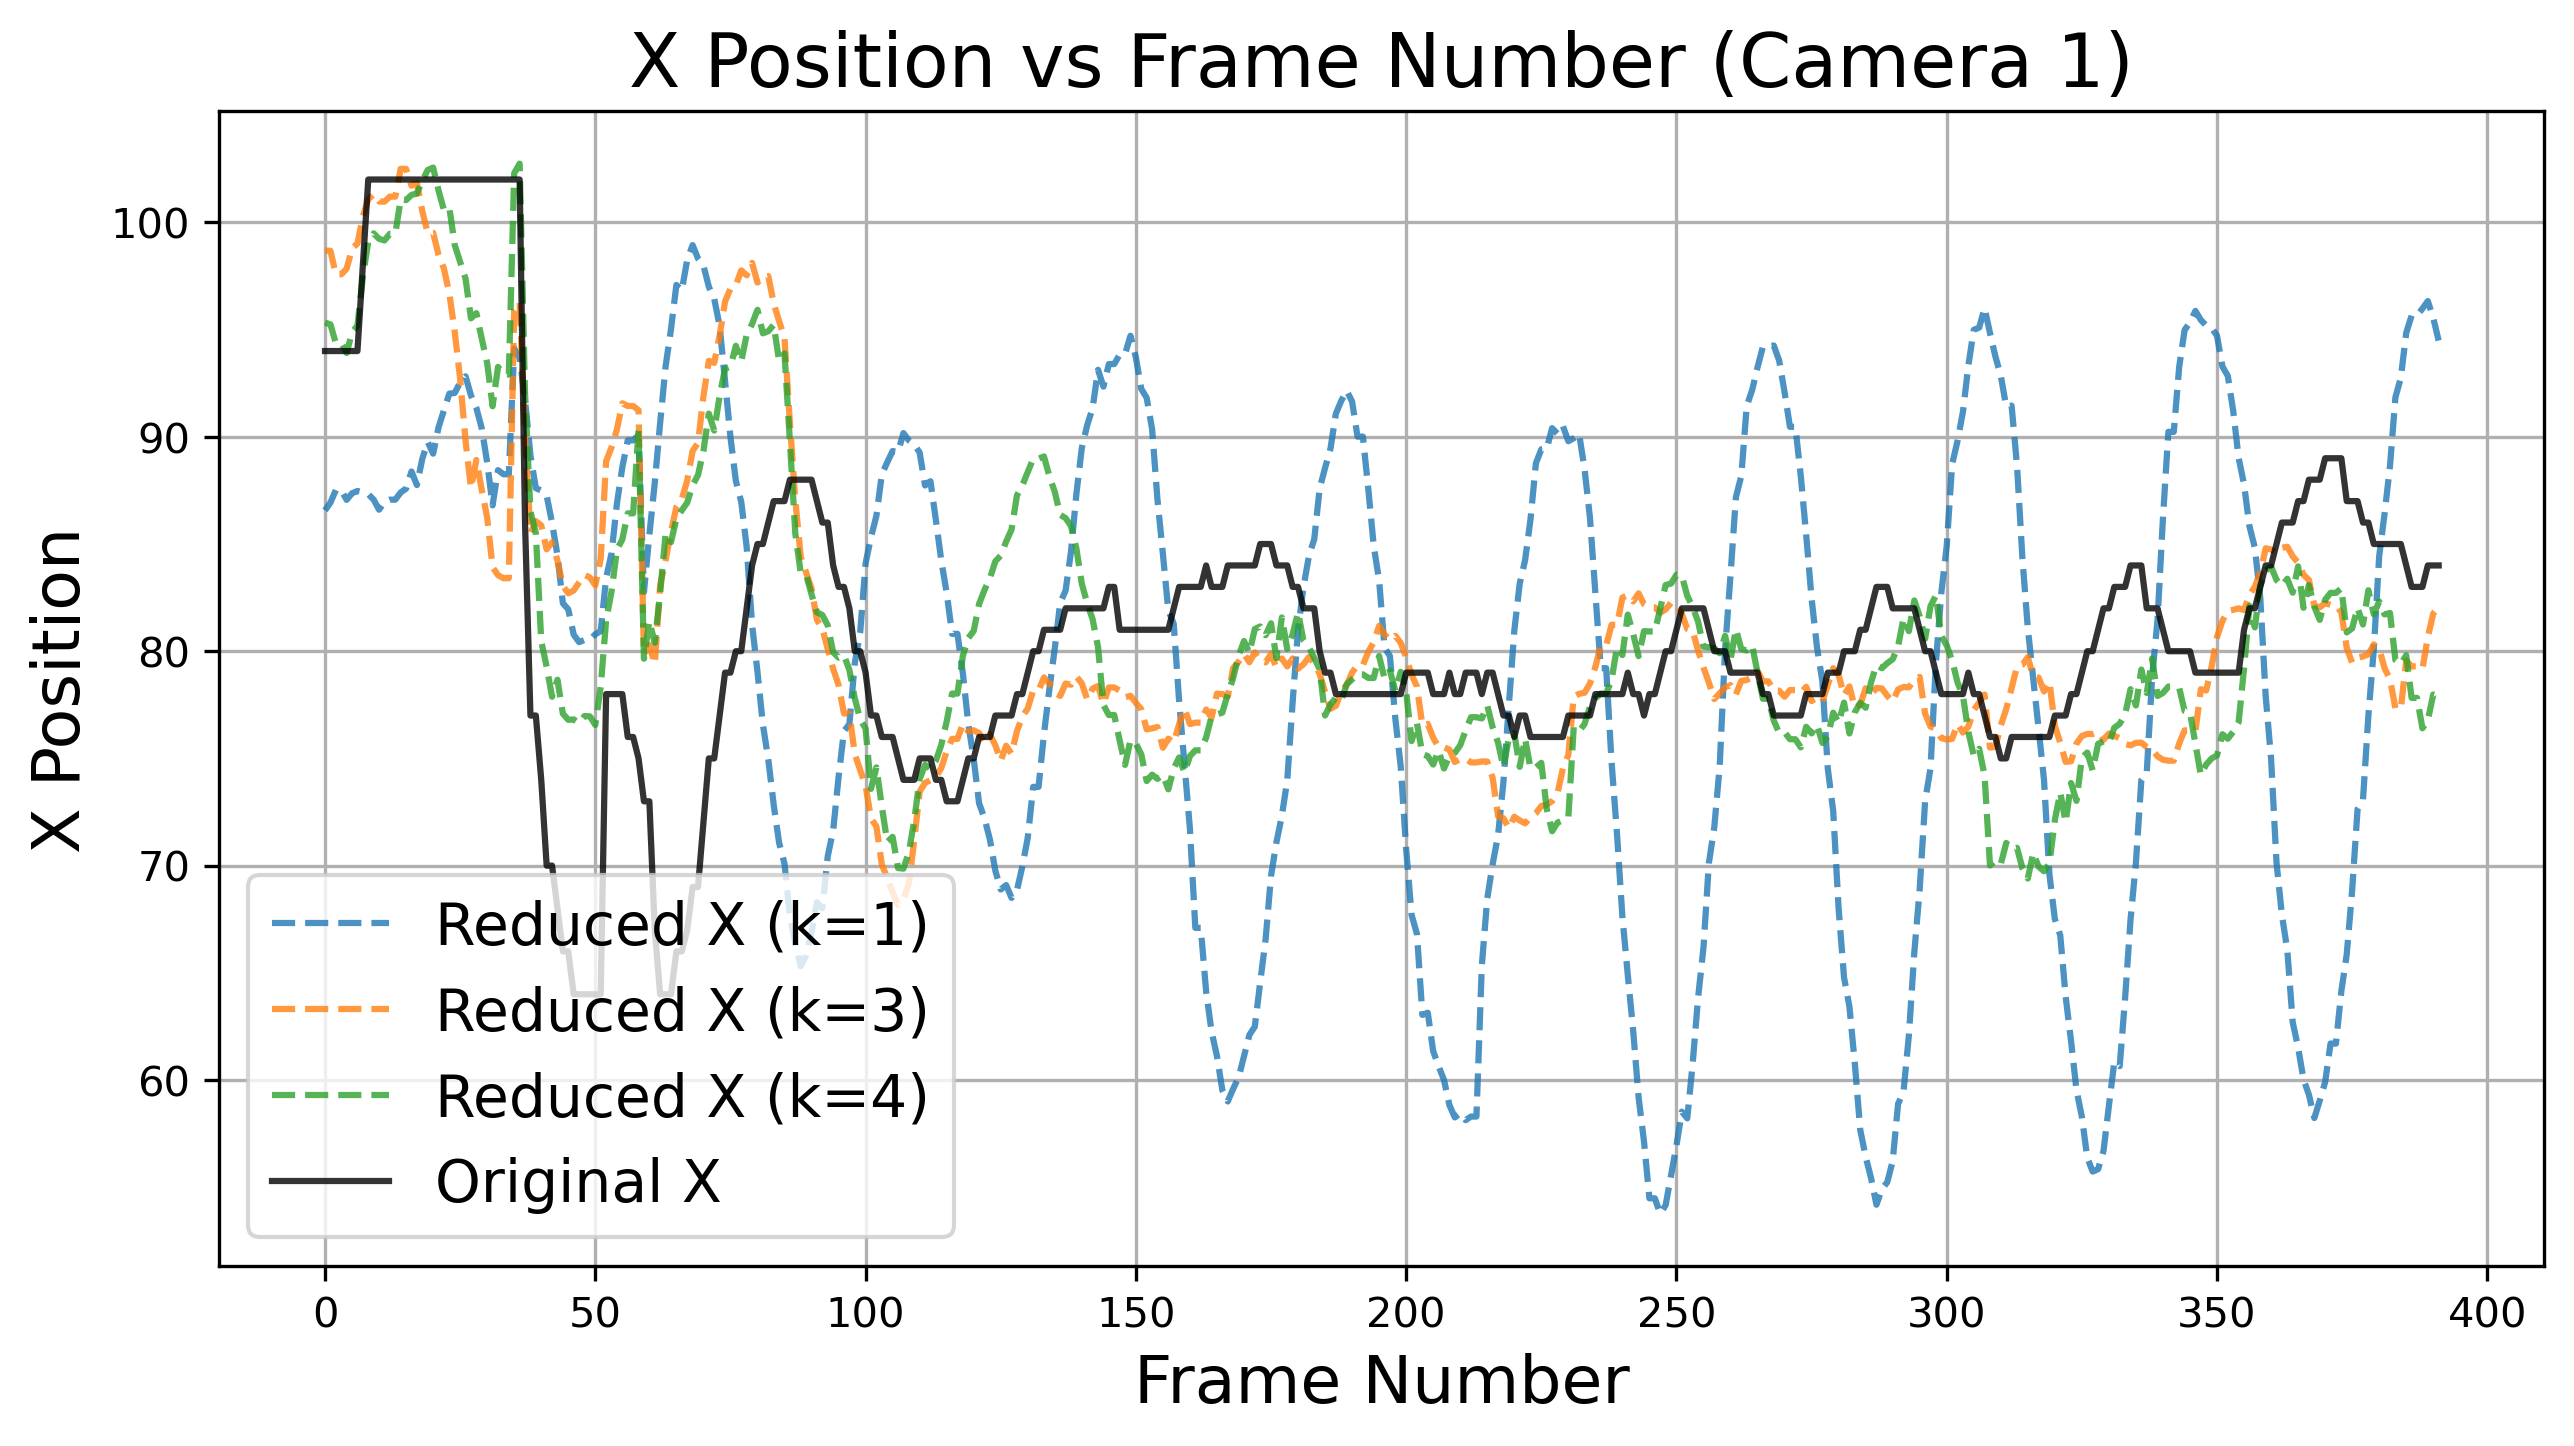 X Position vs Frame Number (Camera 1)
X Position
100
90
80
70
60
Reduced X (k=1)
Reduced X (k=3)
Reduced X (k=4)
Original X
0 50 100 150 200 250 300 350 400
Frame Number